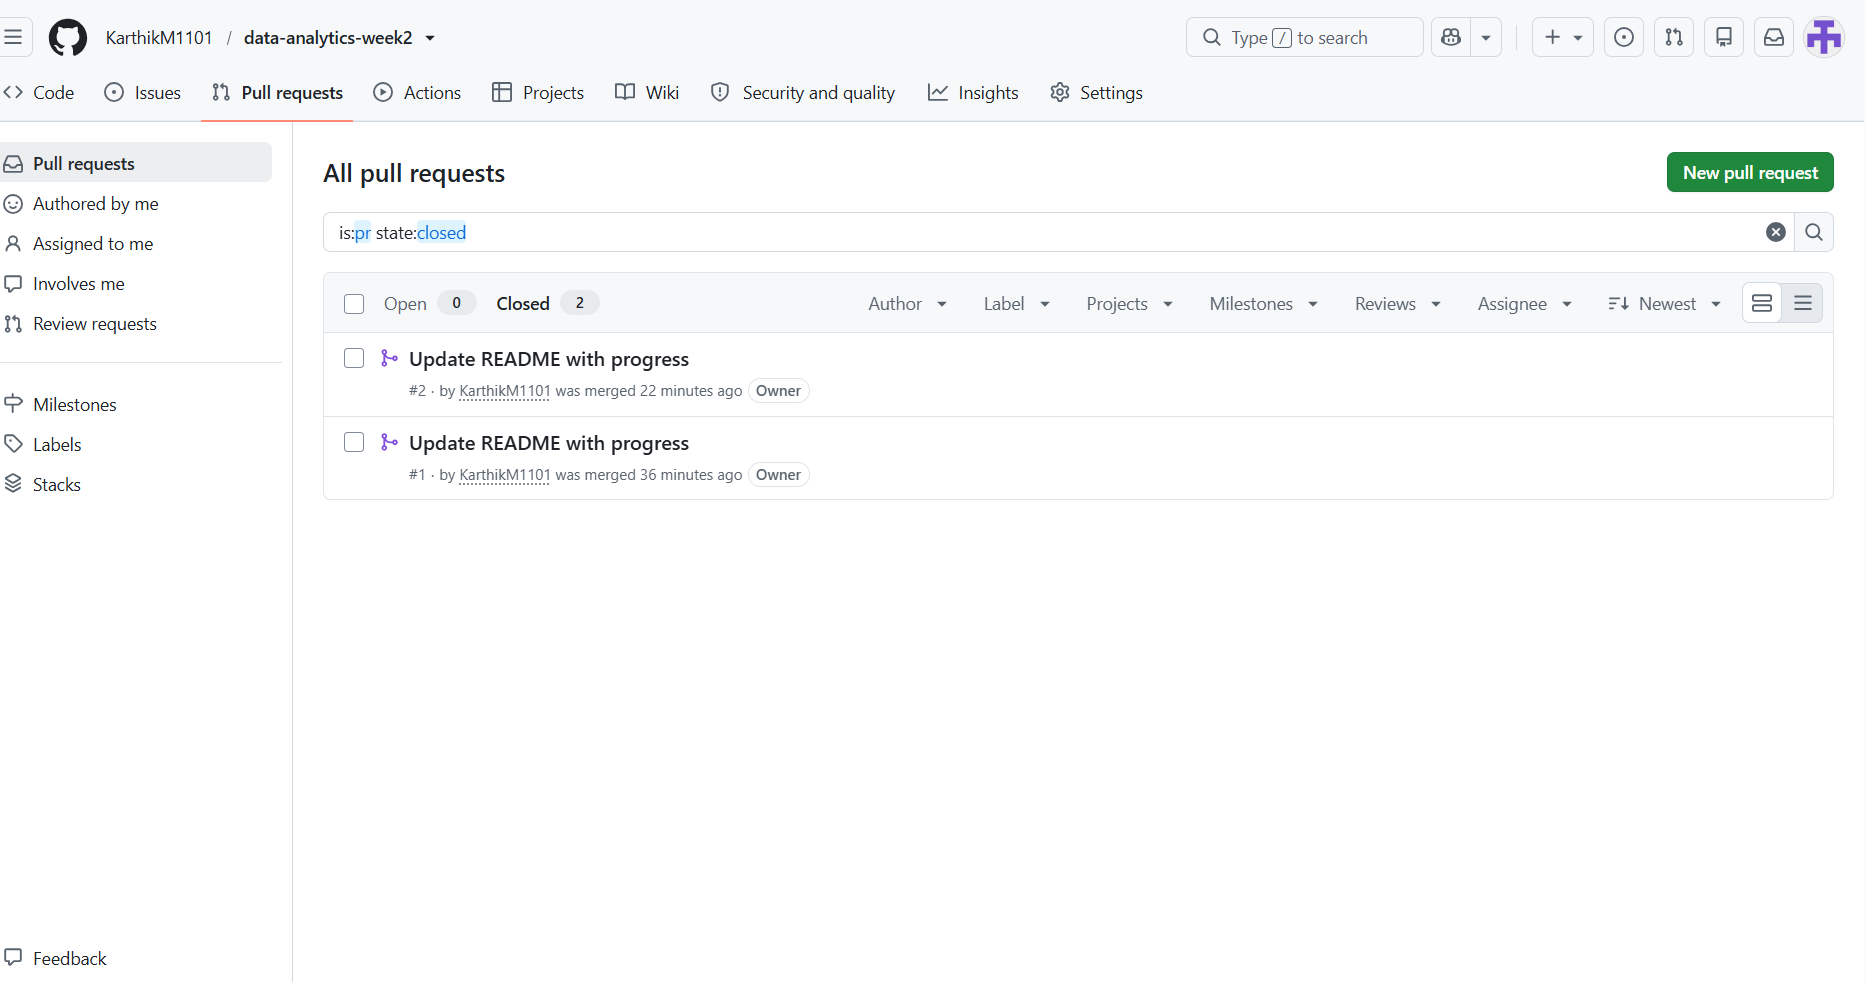 KarthikM1101 / data-analytics-week2
Type / to search
Code Issues Pull requests Actions Projects Wiki Security and quality Insights Settings
Pull requests
Authored by me
Assigned to me
Involves me
Review requests
Milestones
Labels
Stacks
Feedback
All pull requests
New pull request
is:pr state:closed
Open 0 Closed 2 Author Label Projects Milestones Reviews Assignee Newest
Update README with progress
#2 · by KarthikM1101 was merged 22 minutes ago Owner
Update README with progress
#1 · by KarthikM1101 was merged 36 minutes ago Owner